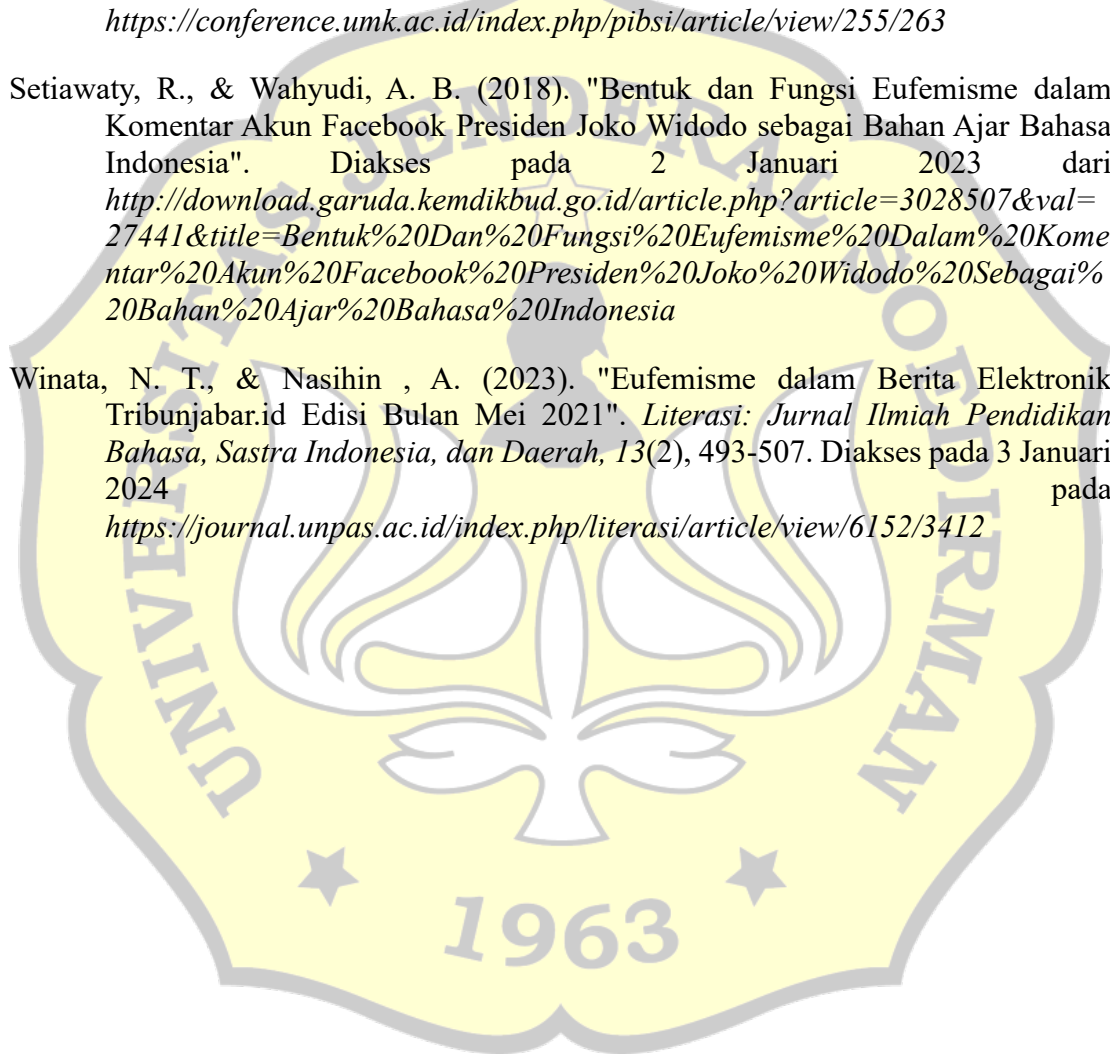 https://conference.umk.ac.id/index.php/pibsi/article/view/255/263
Setiawaty, R., & Wahyudi, A. B. (2018). "Bentuk dan Fungsi Eufemisme dalam
Komentar Akun Facebook Presiden Joko Widodo sebagai Bahan Ajar Bahasa
Indonesia". Diakses pada 2 Januari 2023 dari
http://download.garuda.kemdikbud.go.id/article.php?article=3028507&val=
27441&title=Bentuk%20Dan%20Fungsi%20Eufemisme%20Dalam%20Kome
ntar%20Akun%20Facebook%20Presiden%20Joko%20Widodo%20Sebagai%
20Bahan%20Ajar%20Bahasa%20Indonesia
Winata, N. T., & Nasihin , A. (2023). "Eufemisme dalam Berita Elektronik
Tribunjabar.id Edisi Bulan Mei 2021". Literasi: Jurnal Ilmiah Pendidikan
Bahasa, Sastra Indonesia, dan Daerah, 13(2), 493-507. Diakses pada 3 Januari
2024 pada
https://journal.unpas.ac.id/index.php/literasi/article/view/6152/3412
UNIVERSITAS JENDERAL SOEDIRMAN
1963